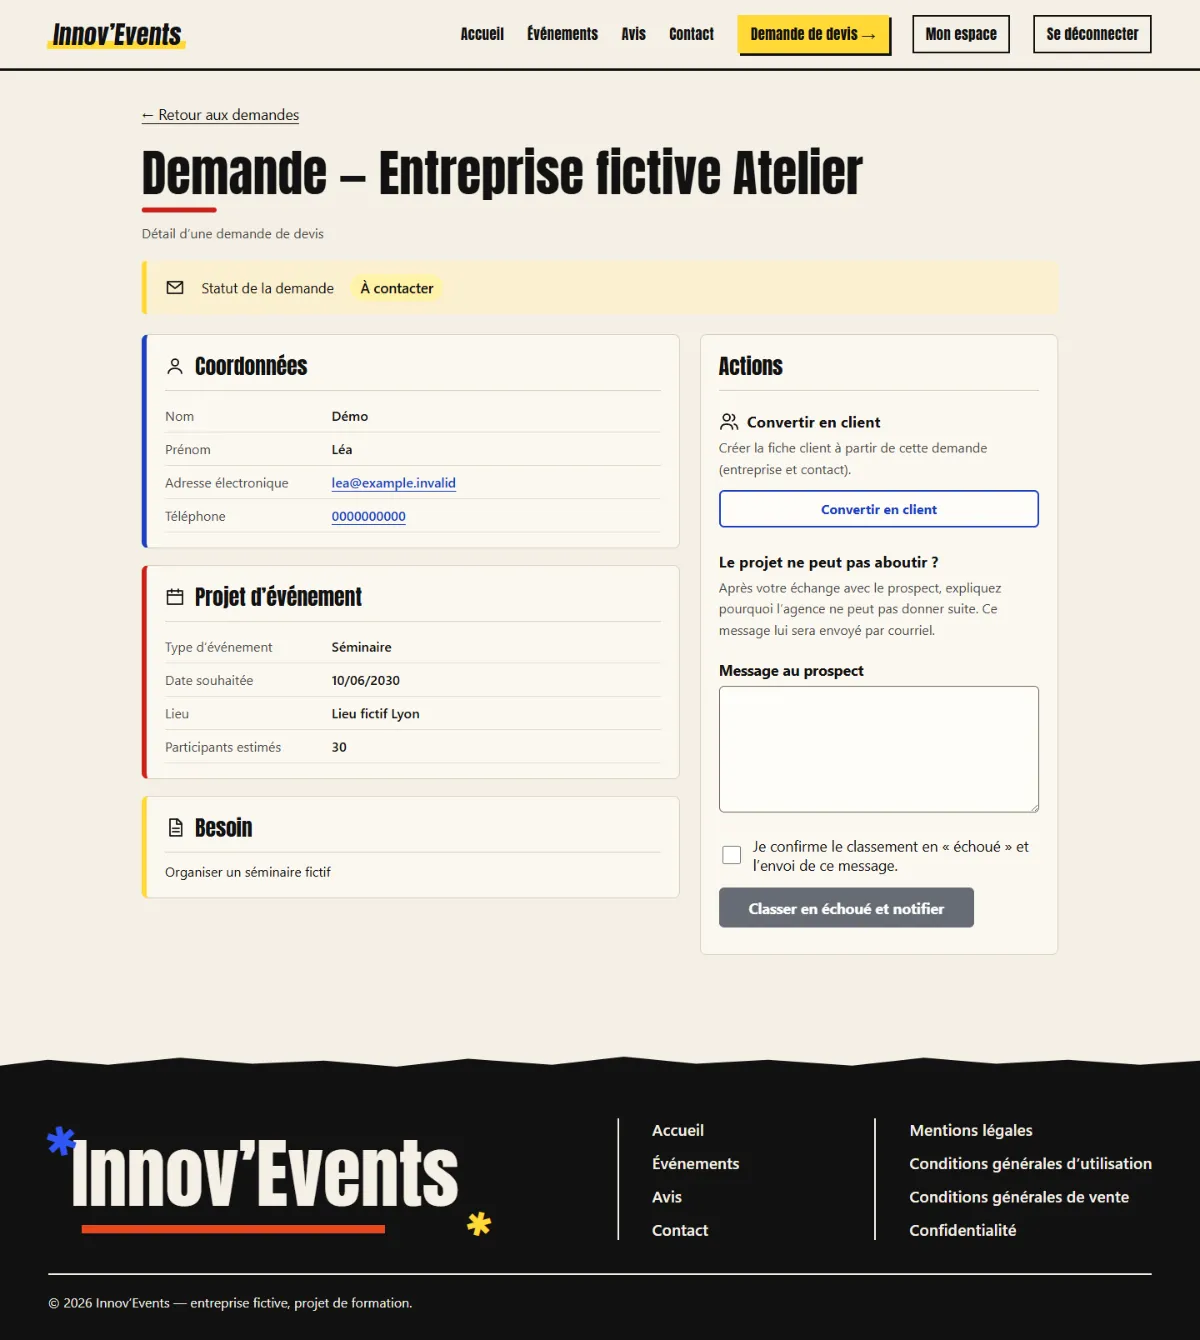 Innov’Events
Accueil
Événements
Avis
Contact
Demande de devis →
Mon espace
Se déconnecter
← Retour aux demandes
Demande – Entreprise fictive Atelier
Détail d’une demande de devis
Statut de la demande À contacter
Coordonnées
Nom Démo
Prénom Léa
Adresse électronique lea@example.invalid
Téléphone 0000000000
Projet d’événement
Type d’événement Séminaire
Date souhaitée 10/06/2030
Lieu Lieu fictif Lyon
Participants estimés 30
Besoin
Organiser un séminaire fictif
Actions
Convertir en client
Créer la fiche client à partir de cette demande
(entreprise et contact).
Convertir en client
Le projet ne peut pas aboutir ?
Après votre échange avec le prospect, expliquez
pourquoi l’agence ne peut pas donner suite. Ce
message lui sera envoyé par courriel.
Message au prospect
Je confirme le classement en « échoué » et
l’envoi de ce message.
Classer en échoué et notifier
Innov’Events
Accueil
Événements
Avis
Contact
Mentions légales
Conditions générales d’utilisation
Conditions générales de vente
Confidentialité
© 2026 Innov’Events — entreprise fictive, projet de formation.